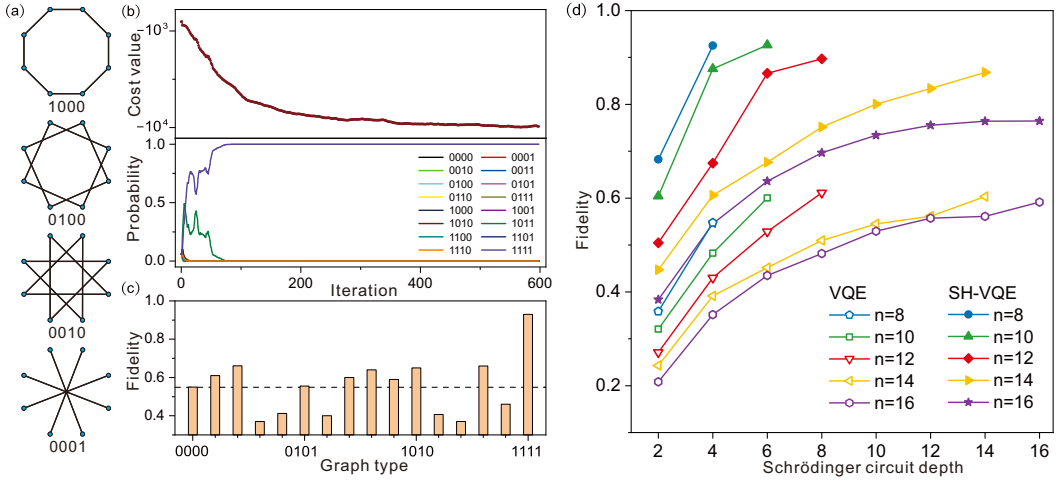 (a)
1000
0100
0010
0001
(b)
Cost value
−10³
−10⁴
Probability
1.0
0.5
0.0
0000 0001
0010 0011
0100 0101
0110 0111
1000 1001
1010 1011
1100 1101
1110 1111
0 200 400 600
Iteration
(c)
Fidelity
1.0
0.8
0.6
0.4
0000 0101 1010 1111
Graph type
(d)
Fidelity
1.0
0.8
0.6
0.4
0.2
VQE SH-VQE
n=8 n=8
n=10 n=10
n=12 n=12
n=14 n=14
n=16 n=16
2 4 6 8 10 12 14 16
Schrödinger circuit depth